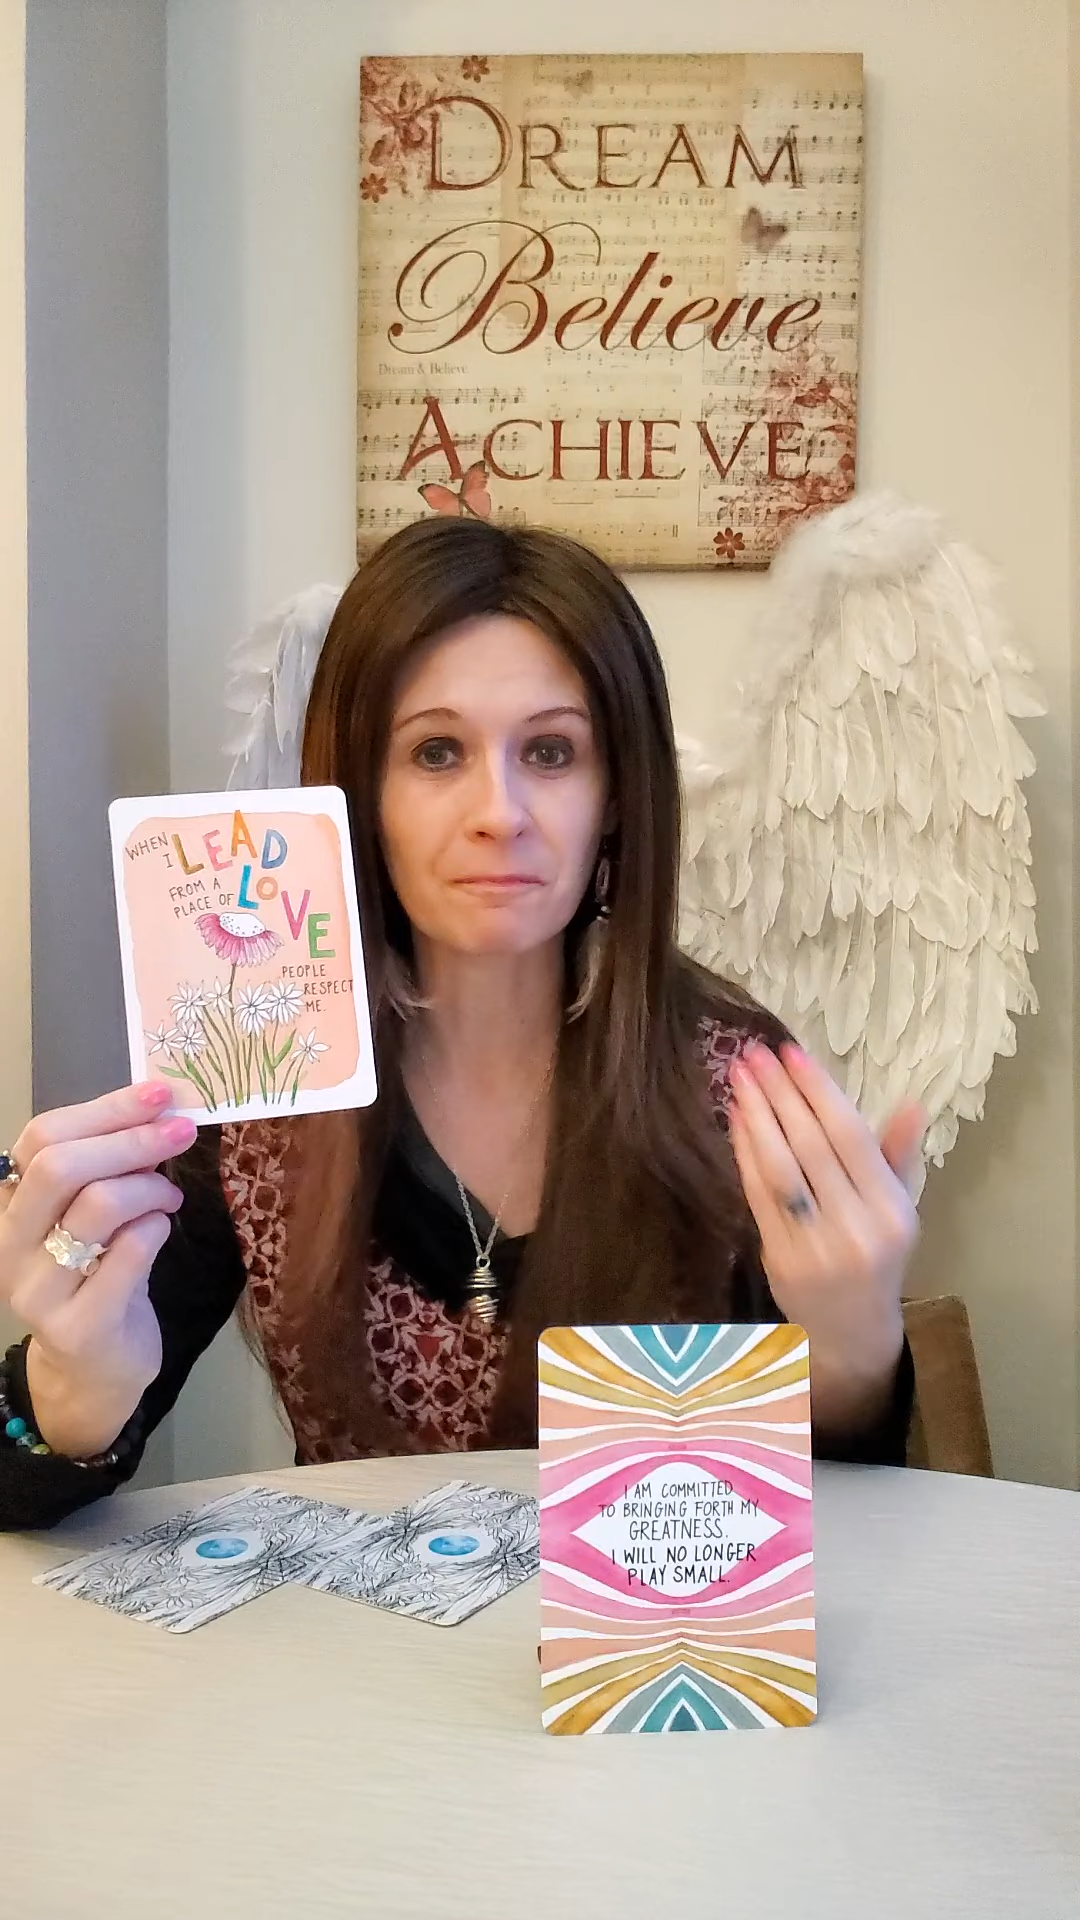 DREAM
Believe
Dream & Believe
ACHIEVE
WHEN
I LEAD
FROM A
PLACE OF LOVE
PEOPLE
RESPECT
ME.
I AM COMMITTED
TO BRINGING FORTH MY
GREATNESS.
I WILL NO LONGER
PLAY SMALL.